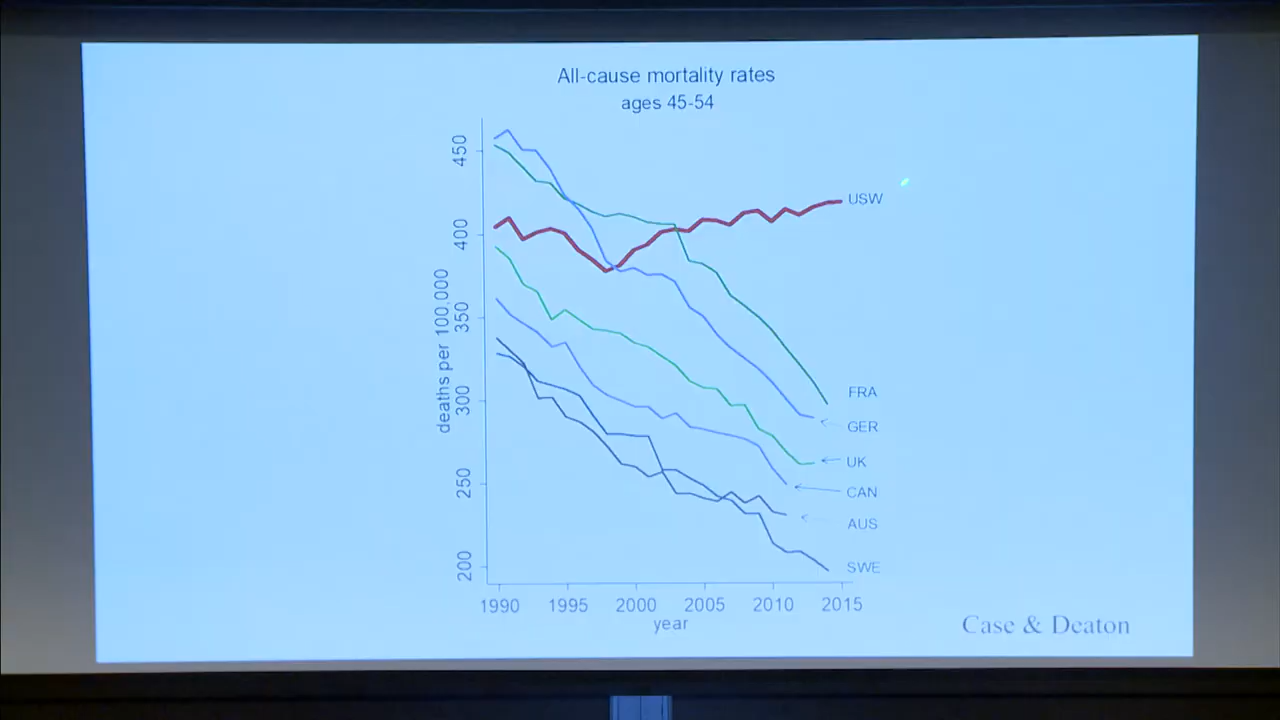 All-cause mortality rates
ages 45-54
deaths per 100,000
450
400
350
300
250
200
USW
FRA
GER
UK
CAN
AUS
SWE
1990 1995 2000 2005 2010 2015
year
Case & Deaton